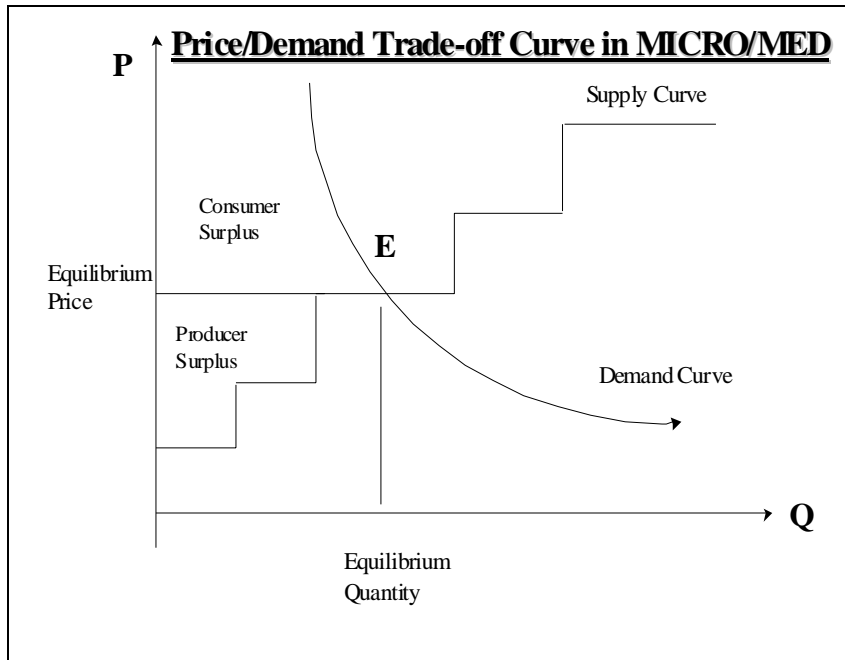 Price/Demand Trade-off Curve in MICRO/MED
P
Supply Curve
Consumer
Surplus
E
Equilibrium
Price
Producer
Surplus
Demand Curve
Q
Equilibrium
Quantity